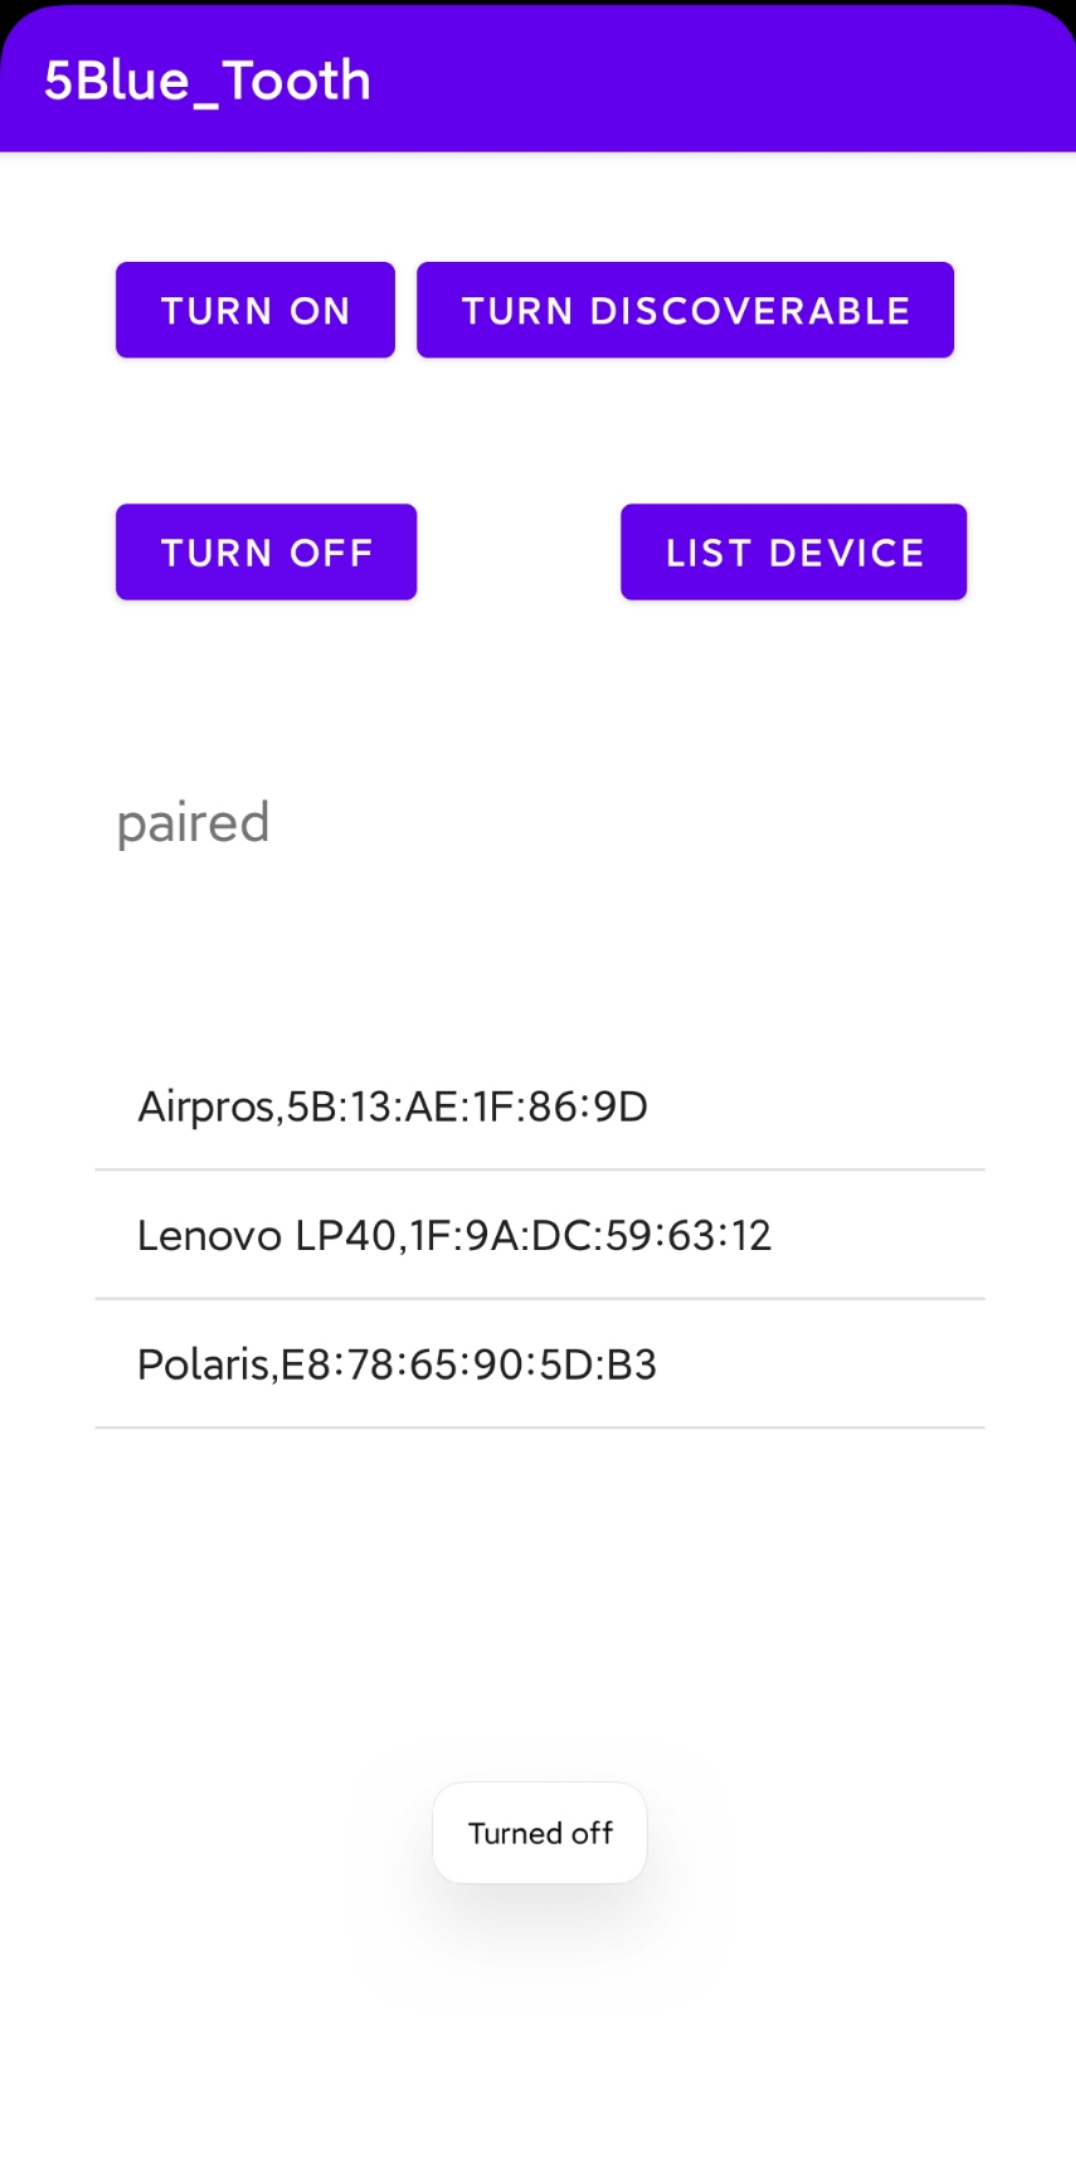 5Blue_Tooth
TURN ON TURN DISCOVERABLE
TURN OFF LIST DEVICE
paired
Airpros,5B:13:AE:1F:86:9D
Lenovo LP40,1F:9A:DC:59:63:12
Polaris,E8:78:65:90:5D:B3
Turned off